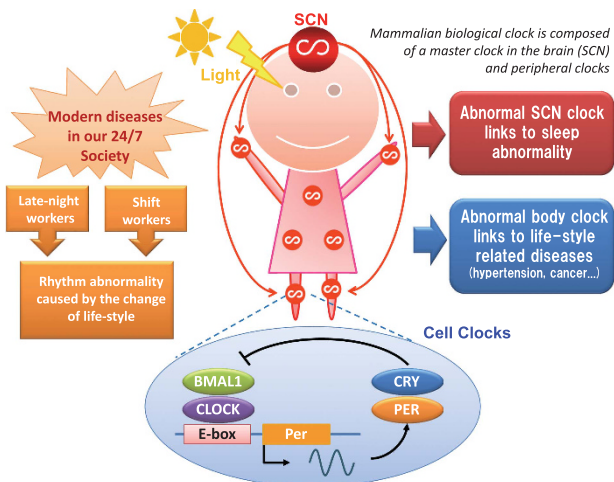 SCN
Mammalian biological clock is composed
of a master clock in the brain (SCN)
and peripheral clocks
Light
Modern diseases
in our 24/7
Society
Late-night
workers
Shift
workers
Rhythm abnormality
caused by the change
of life-style
Abnormal SCN clock
links to sleep
abnormality
Abnormal body clock
links to life-style
related diseases
(hypertension, cancer...)
Cell Clocks
BMAL1
CLOCK
E-box
Per
CRY
PER